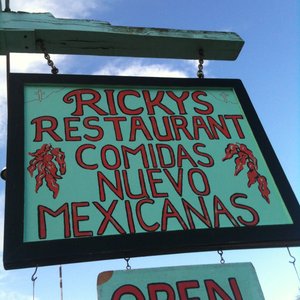 RICKYS
RESTAURANT
COMIDAS
NUEVO
MEXICANAS
OPEN